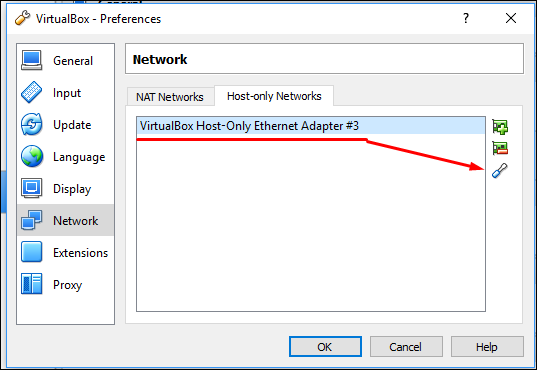 VirtualBox - Preferences
?
General
Input
Update
Language
Display
Network
Extensions
Proxy
Network
NAT Networks
Host-only Networks
VirtualBox Host-Only Ethernet Adapter #3
OK
Cancel
Help